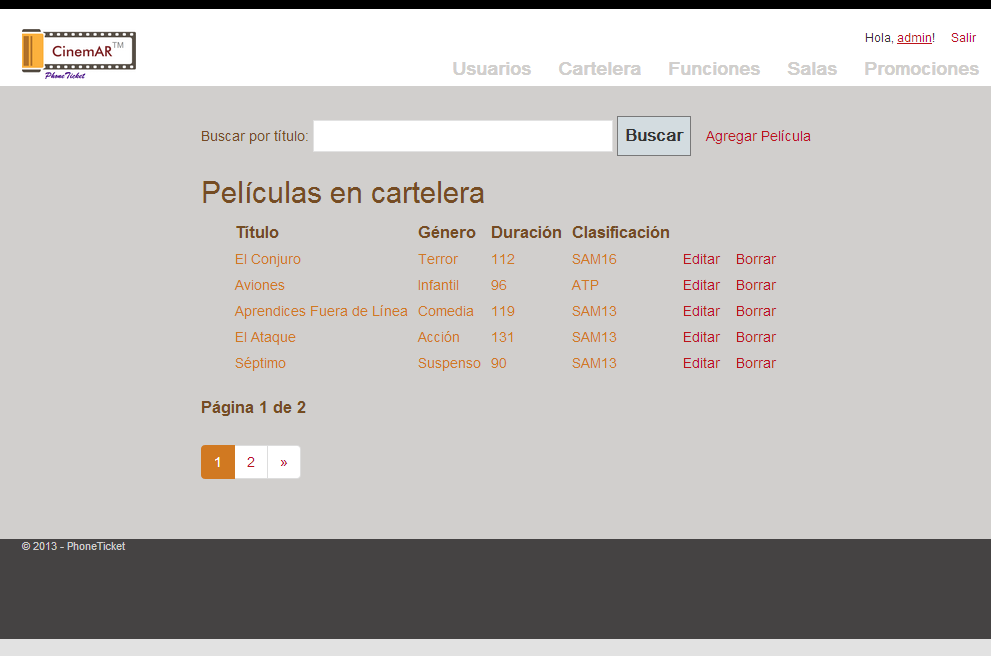 CinemAR™
PhoneTicket
Hola, admin! Salir
Usuarios Cartelera Funciones Salas Promociones
Buscar por título: Buscar Agregar Película
Películas en cartelera
Título Género Duración Clasificación
El Conjuro Terror 112 SAM16 Editar Borrar
Aviones Infantil 96 ATP Editar Borrar
Aprendices Fuera de Línea Comedia 119 SAM13 Editar Borrar
El Ataque Acción 131 SAM13 Editar Borrar
Séptimo Suspenso 90 SAM13 Editar Borrar
Página 1 de 2
1 2 »
© 2013 - PhoneTicket